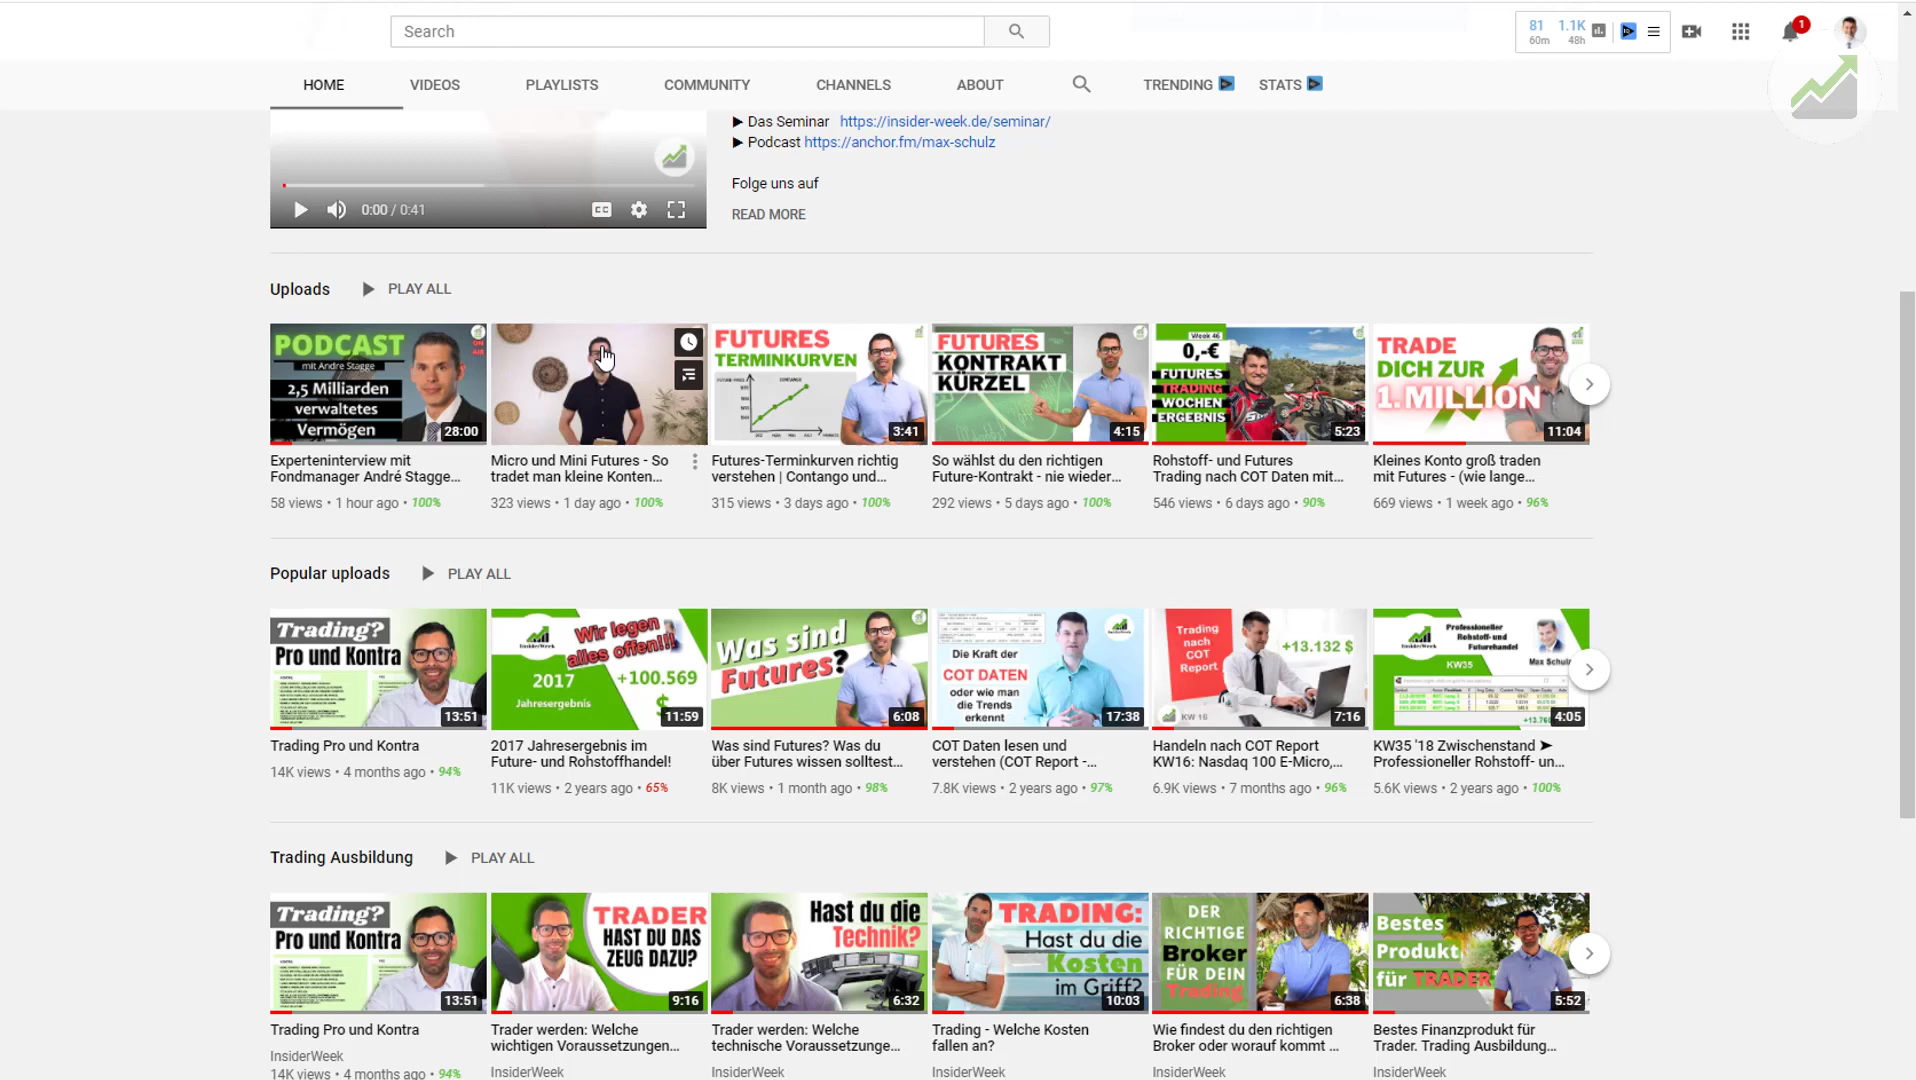 Search
81 60m 1.1K 48h
1
HOME VIDEOS PLAYLISTS COMMUNITY CHANNELS ABOUT TRENDING STATS
▶ Das Seminar https://insider-week.de/seminar/
▶ Podcast https://anchor.fm/max-schulz
Folge uns auf
READ MORE
0:00 / 0:41
CC
Uploads PLAY ALL
PODCAST
mit Andre Stagge
2,5 Milliarden
verwaltetes
Vermögen
ON
AIR
28:00
FUTURES
TERMINKURVEN
CONTANGO
3:41
FUTURES
KONTRAKT
KÜRZEL
4:15
Week 46
0,-€
FUTURES
TRADING
WOCHEN
ERGEBNIS
5:23
TRADE
DICH ZUR
1.MILLION
11:04
Experteninterview mit
Fondmanager André Stagge...
58 views • 1 hour ago • 100%
Micro und Mini Futures - So
tradet man kleine Konten...
323 views • 1 day ago • 100%
Futures-Terminkurven richtig
verstehen | Contango und...
315 views • 3 days ago • 100%
So wählst du den richtigen
Future-Kontrakt - nie wieder...
292 views • 5 days ago • 100%
Rohstoff- und Futures
Trading nach COT Daten mit...
546 views • 6 days ago • 90%
Kleines Konto groß traden
mit Futures - (wie lange...
669 views • 1 week ago • 96%
Popular uploads PLAY ALL
Trading?
Pro und Kontra
13:51
InsiderWeek
Wir legen
alles offen!!!
2017
Jahresergebnis
+100.569
$
11:59
Was sind
Futures?
6:08
Die Kraft der
COT DATEN
oder wie man
die Trends
erkennt
17:38
Trading
nach
COT
Report
+13.132 $
KW 16
7:16
InsiderWeek
Professioneller
Rohstoff- und
Futurehandel
KW35
Max Schulz
4:05
Trading Pro und Kontra
14K views • 4 months ago • 94%
2017 Jahresergebnis im
Future- und Rohstoffhandel!
11K views • 2 years ago • 65%
Was sind Futures? Was du
über Futures wissen solltest...
8K views • 1 month ago • 98%
COT Daten lesen und
verstehen (COT Report -...
7.8K views • 2 years ago • 97%
Handeln nach COT Report
KW16: Nasdaq 100 E-Micro,...
6.9K views • 7 months ago • 96%
KW35 '18 Zwischenstand ➤
Professioneller Rohstoff- un...
5.6K views • 2 years ago • 100%
Trading Ausbildung PLAY ALL
Trading?
Pro und Kontra
13:51
TRADER
HAST DU DAS
ZEUG DAZU?
9:16
Hast du die
Technik?
6:32
TRADING:
Hast du die
Kosten
im Griff?
10:03
DER
RICHTIGE
Broker
FÜR DEIN
Trading
6:38
Bestes
Produkt
für TRADER
5:52
Trading Pro und Kontra
InsiderWeek
14K views • 4 months ago • 94%
Trader werden: Welche
wichtigen Voraussetzungen...
InsiderWeek
Trader werden: Welche
technische Voraussetzunge...
InsiderWeek
Trading - Welche Kosten
fallen an?
InsiderWeek
Wie findest du den richtigen
Broker oder worauf kommt ...
InsiderWeek
Bestes Finanzprodukt für
Trader. Trading Ausbildung...
InsiderWeek